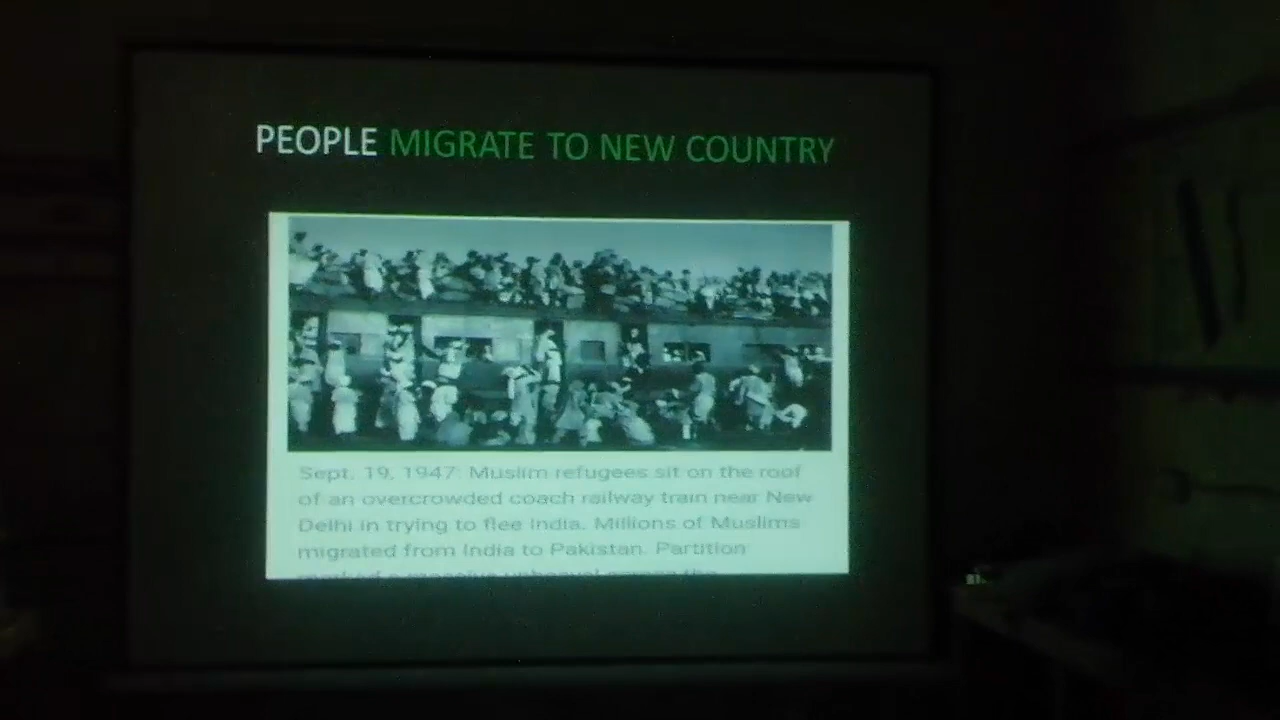 PEOPLE MIGRATE TO NEW COUNTRY
Sept. 19, 1947: Muslim refugees sit on the roof
of an overcrowded coach railway train near New
Delhi in trying to flee India. Millions of Muslims
migrated from India to Pakistan. Partition